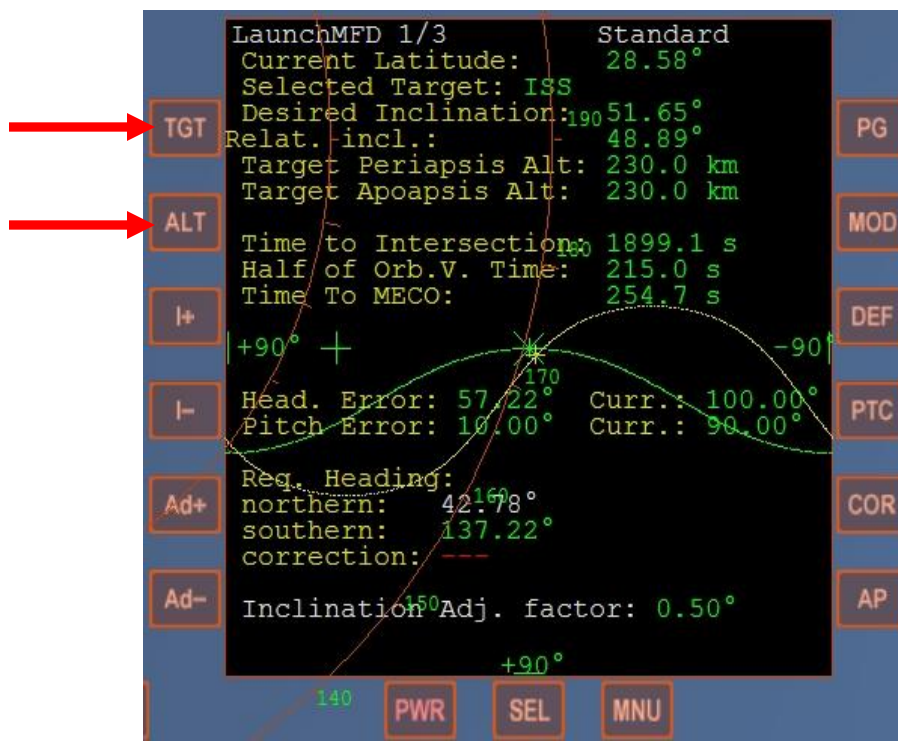 LaunchMFD 1/3 Standard
Current Latitude: 28.58°
Selected Target: ISS
TGT Desired Inclination: 51.65° PG
190
Relat. incl.: 48.89°
Target Periapsis Alt: 230.0 km
Target Apoapsis Alt: 230.0 km
ALT MOD
Time to Intersection: 1899.1 s
180
Half of Orb.V. Time: 215.0 s
Time To MECO: 254.7 s
I+ DEF
+90° -90
170
Head. Error: 57.22° Curr.: 100.00°
I- PTC
Pitch Error: 10.00° Curr.: 90.00°
Req. Heading:
northern: 42.78°
160
Ad+ COR
southern: 137.22°
correction: ---
Ad- AP
150
Inclination Adj. factor: 0.50°
+90°
140
PWR SEL MNU